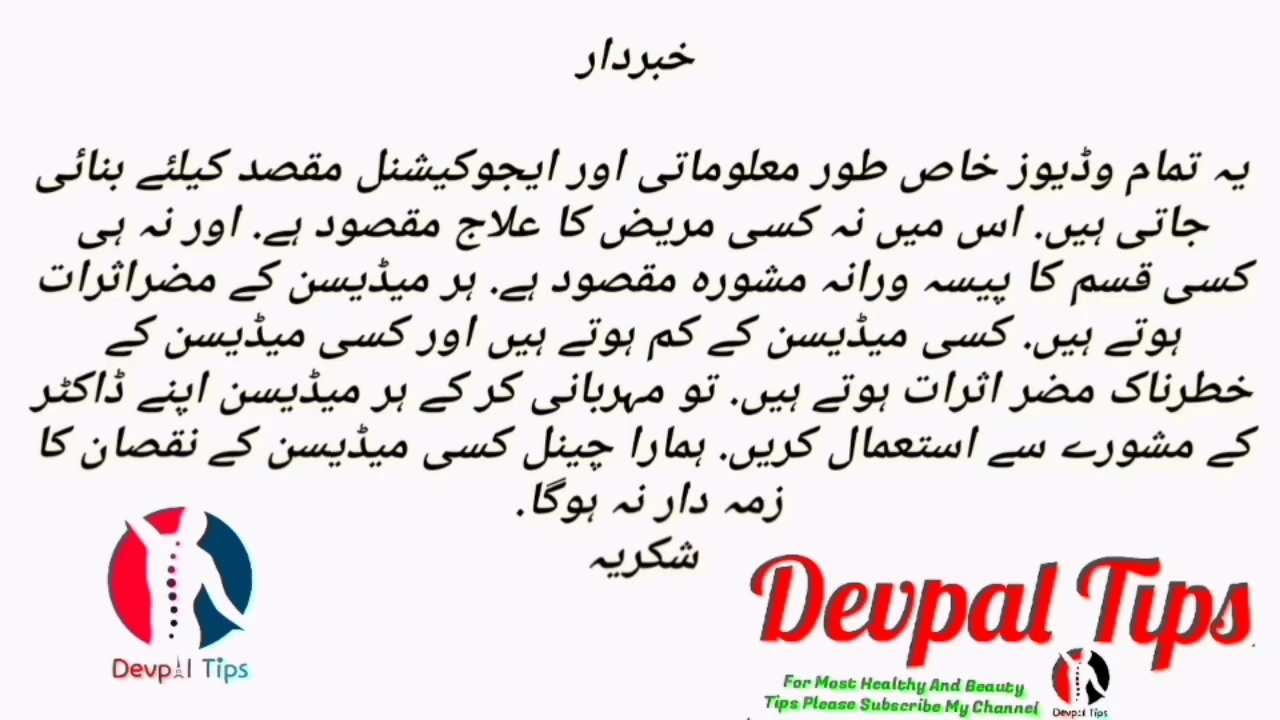 خبردار
یہ تمام وڈیوز خاص طور معلوماتی اور ایجوکیشنل مقصد کیلئے بنائی
جاتی ہیں. اس میں نہ کسی مریض کا علاج مقصود ہے. اور نہ ہی
کسی قسم کا پیسہ ورانہ مشورہ مقصود ہے. ہر میڈیسن کے مضراثرات
ہوتے ہیں. کسی میڈیسن کے کم ہوتے ہیں اور کسی میڈیسن کے
خطرناک مضر اثرات ہوتے ہیں. تو مہربانی کر کے ہر میڈیسن اپنے ڈاکٹر
کے مشورے سے استعمال کریں. ہمارا چینل کسی میڈیسن کے نقصان کا
زمہ دار نہ ہوگا.
شکریہ
Devpal Tips
Devpal Tips
For Most Healthy And Beauty
Tips Please Subscribe My Channel
Devpal Tips